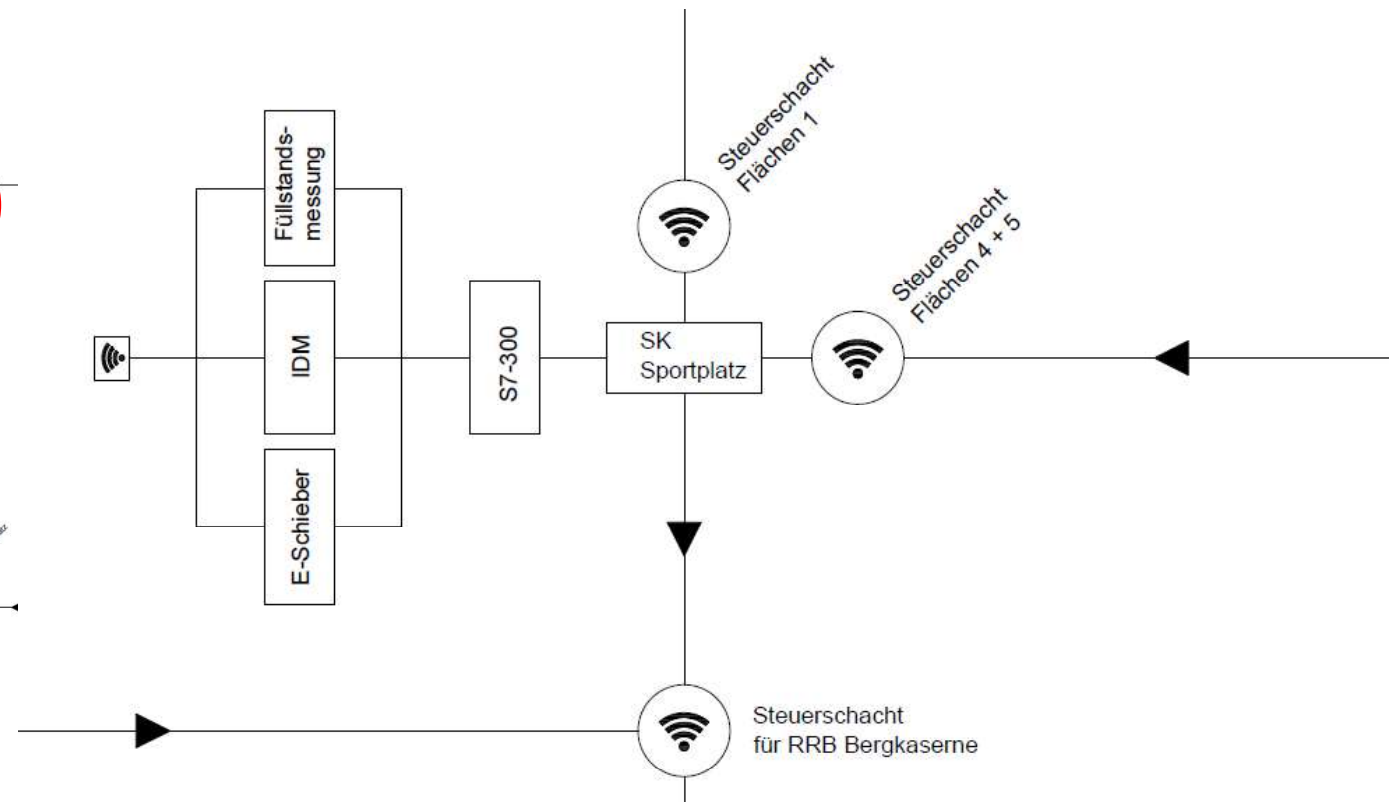 Füllstands-
messung
IDM
E-Schieber
S7-300
SK
Sportplatz
Steuerschacht
Flächen 1
Steuerschacht
Flächen 4 + 5
Steuerschacht
für RRB Bergkaserne